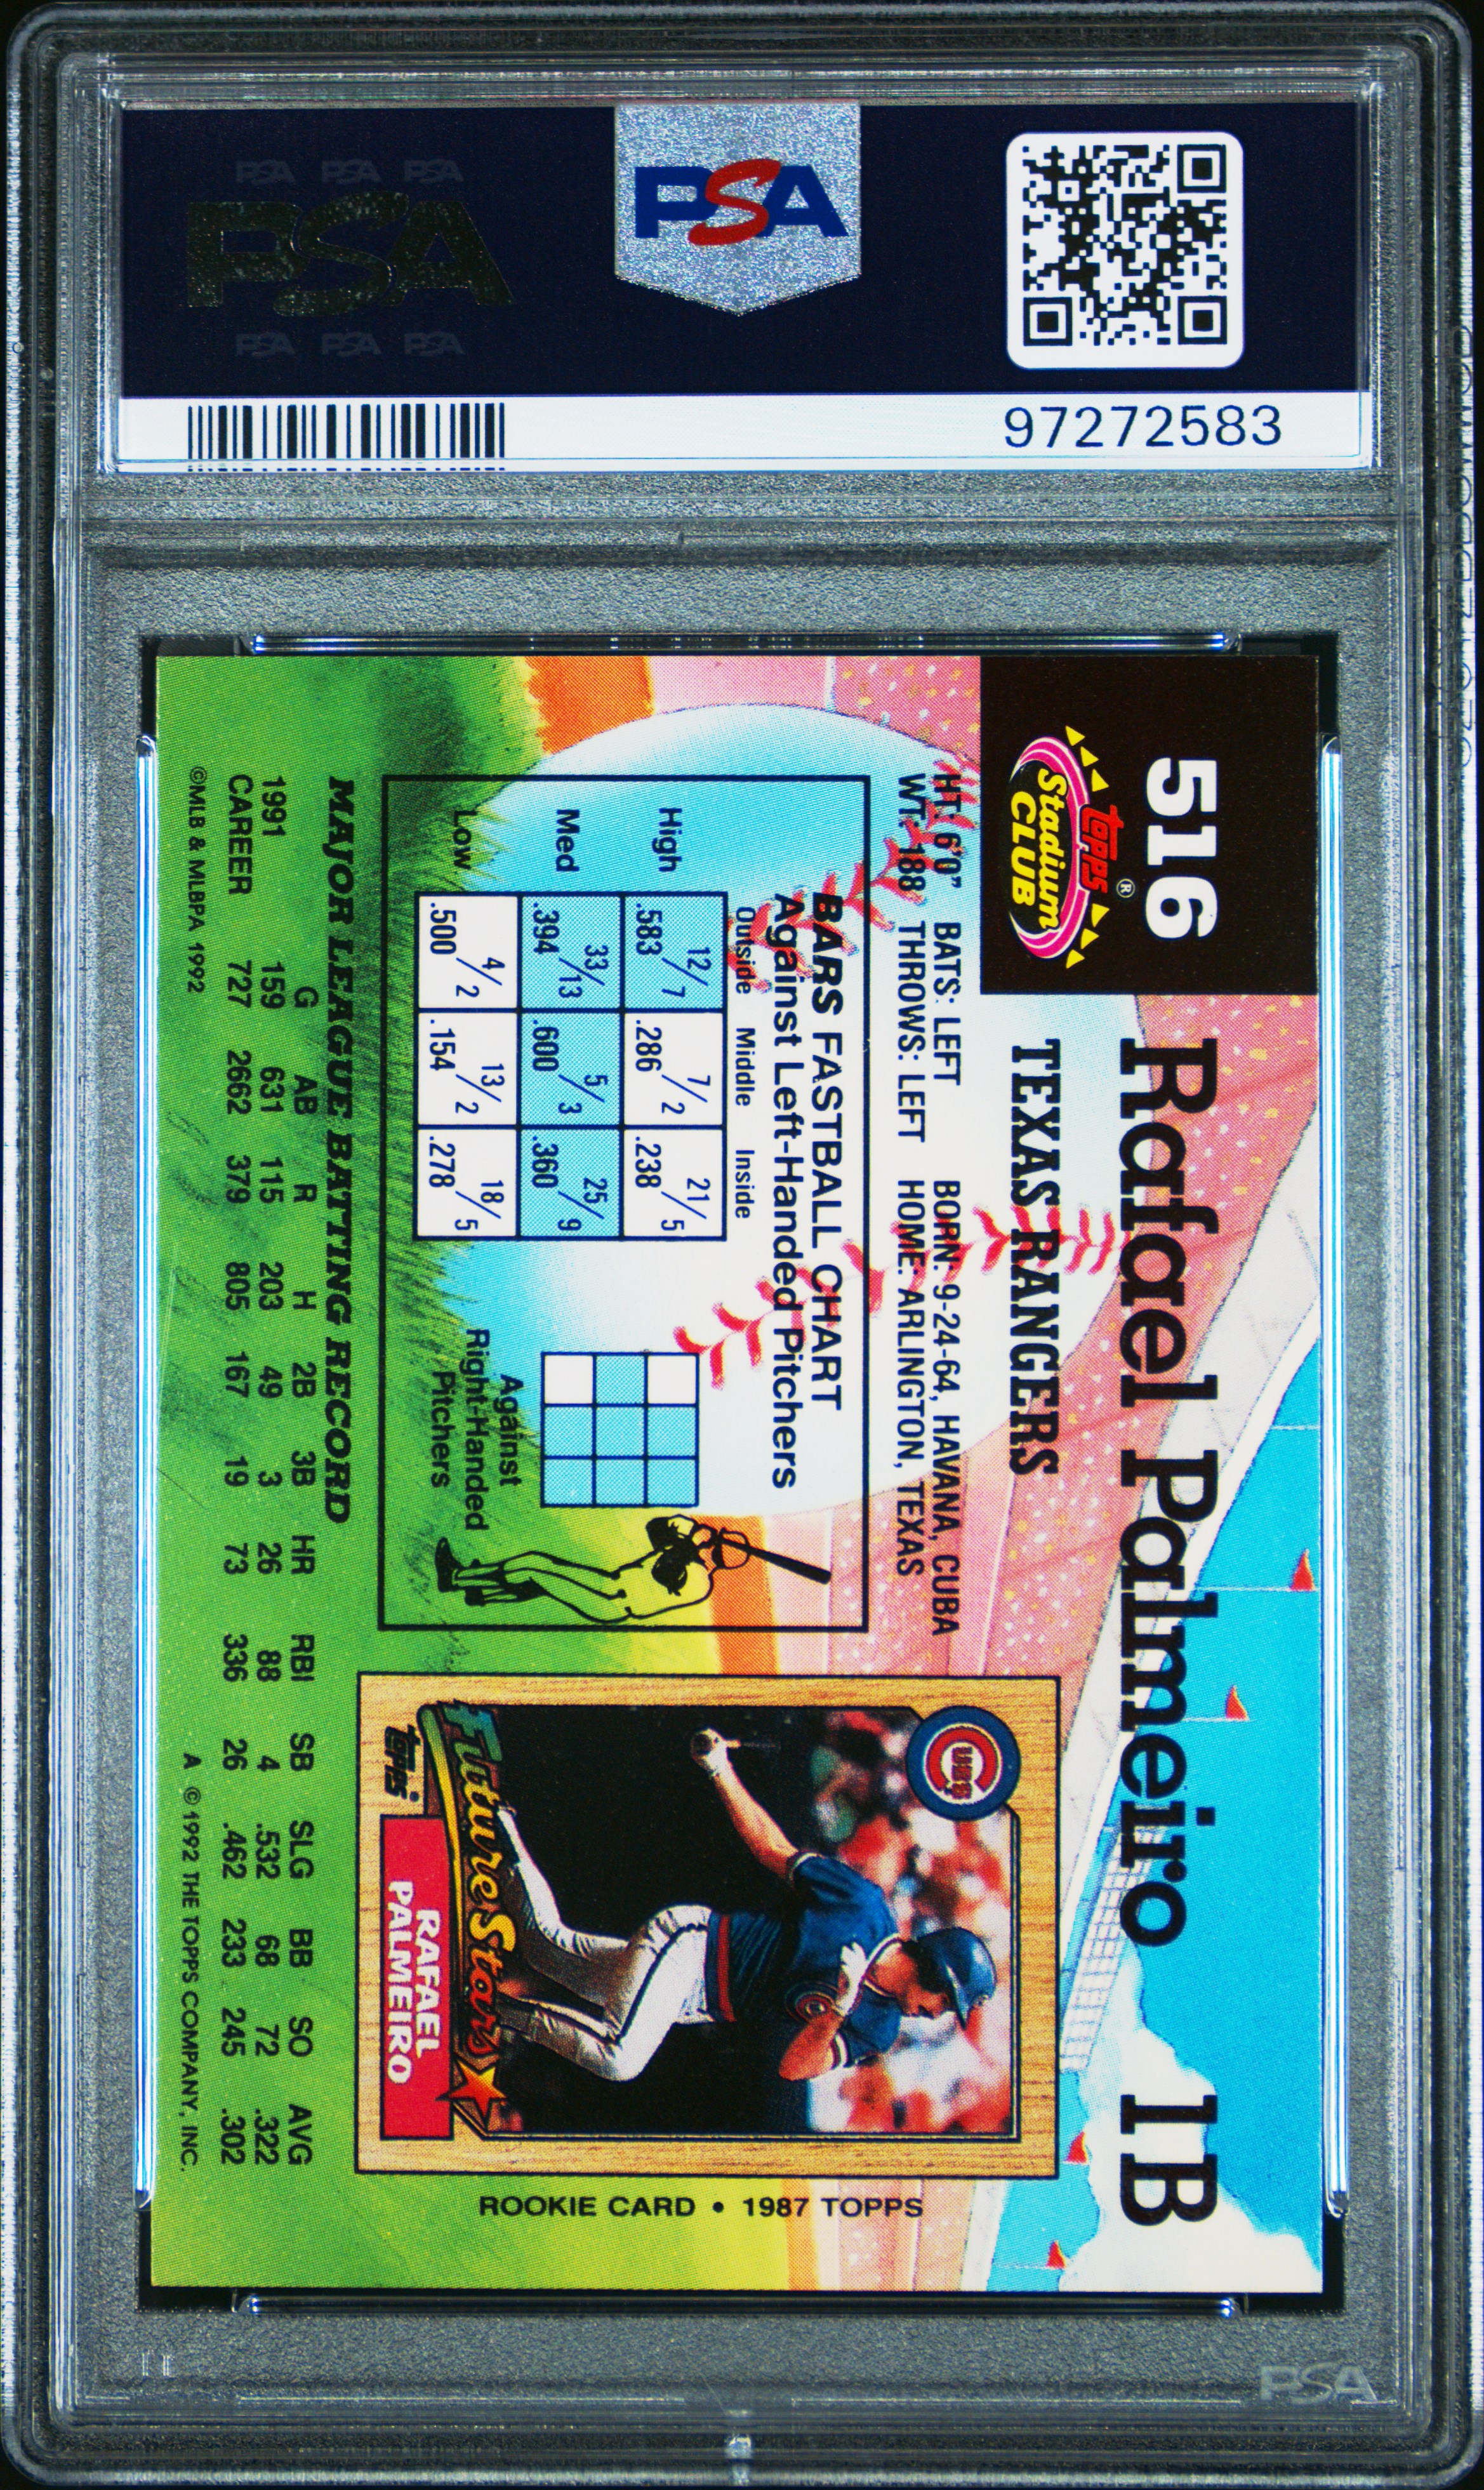 PSA PSA PSA
PSA
PSA PSA PSA
PSA
97272583
516
topps®
Stadium
CLUB
Rafael Palmeiro 1B
TEXAS RANGERS
HT: 6'0" BATS: LEFT BORN: 9-24-64, HAVANA, CUBA
WT: 188 THROWS: LEFT HOME: ARLINGTON, TEXAS
BARS FASTBALL CHART
Against Left-Handed Pitchers
Outside Middle Inside
High 12/7 .583 7/2 .286 21/5 .238
Med 33/13 .394 5/3 .600 25/9 .360
Low 4/2 .500 13/2 .154 18/5 .278
Against
Right-Handed
Pitchers
CUBS
Future Stars
topps
RAFAEL
PALMEIRO
ROOKIE CARD • 1987 TOPPS
MAJOR LEAGUE BATTING RECORD
G AB R H 2B 3B HR RBI SB SLG BB SO AVG
1991 159 631 115 203 49 3 26 88 4 .532 68 72 .322
CAREER 727 2662 379 805 167 19 73 336 26 .462 233 245 .302
©MLB & MLBPA 1992 A ©1992 THE TOPPS COMPANY, INC.
PSA